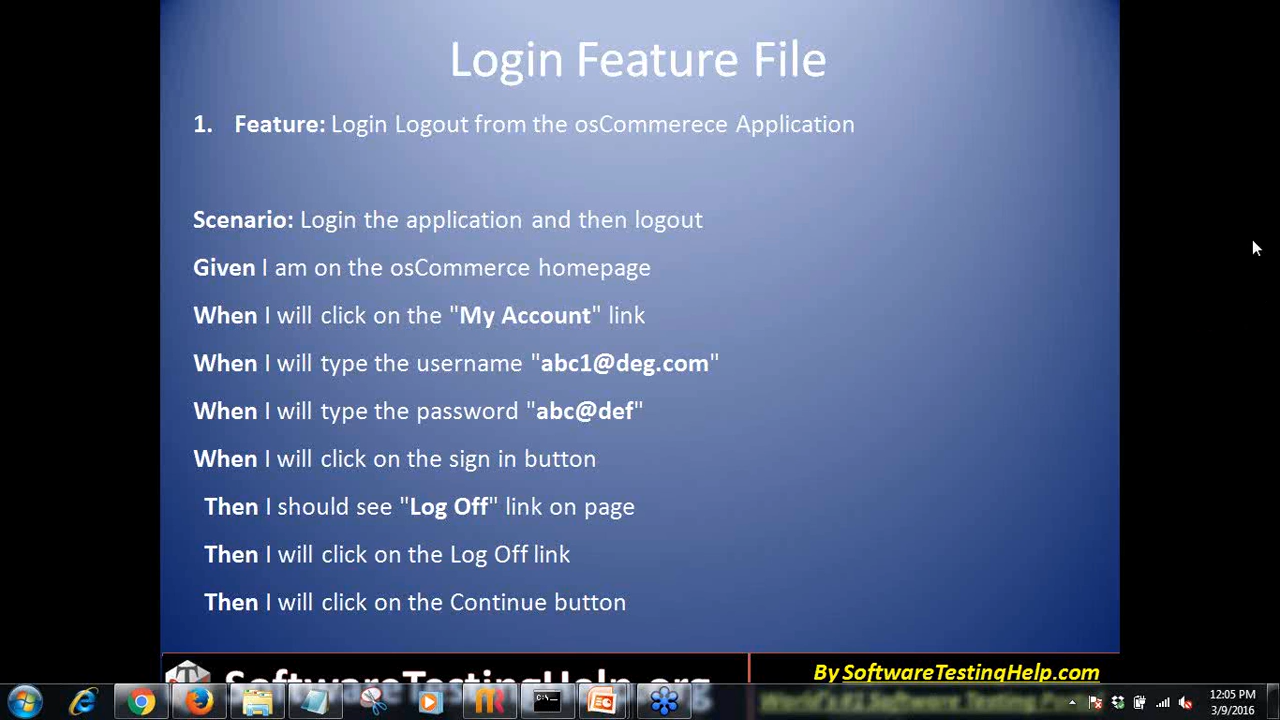 Login Feature File
1. Feature: Login Logout from the osCommerece Application
Scenario: Login the application and then logout
Given I am on the osCommerce homepage
When I will click on the "My Account" link
When I will type the username "abc1@deg.com"
When I will type the password "abc@def"
When I will click on the sign in button
Then I should see "Log Off" link on page
Then I will click on the Log Off link
Then I will click on the Continue button
SoftwareTestingHelp.org
By SoftwareTestingHelp.com
12:05 PM
3/9/2016